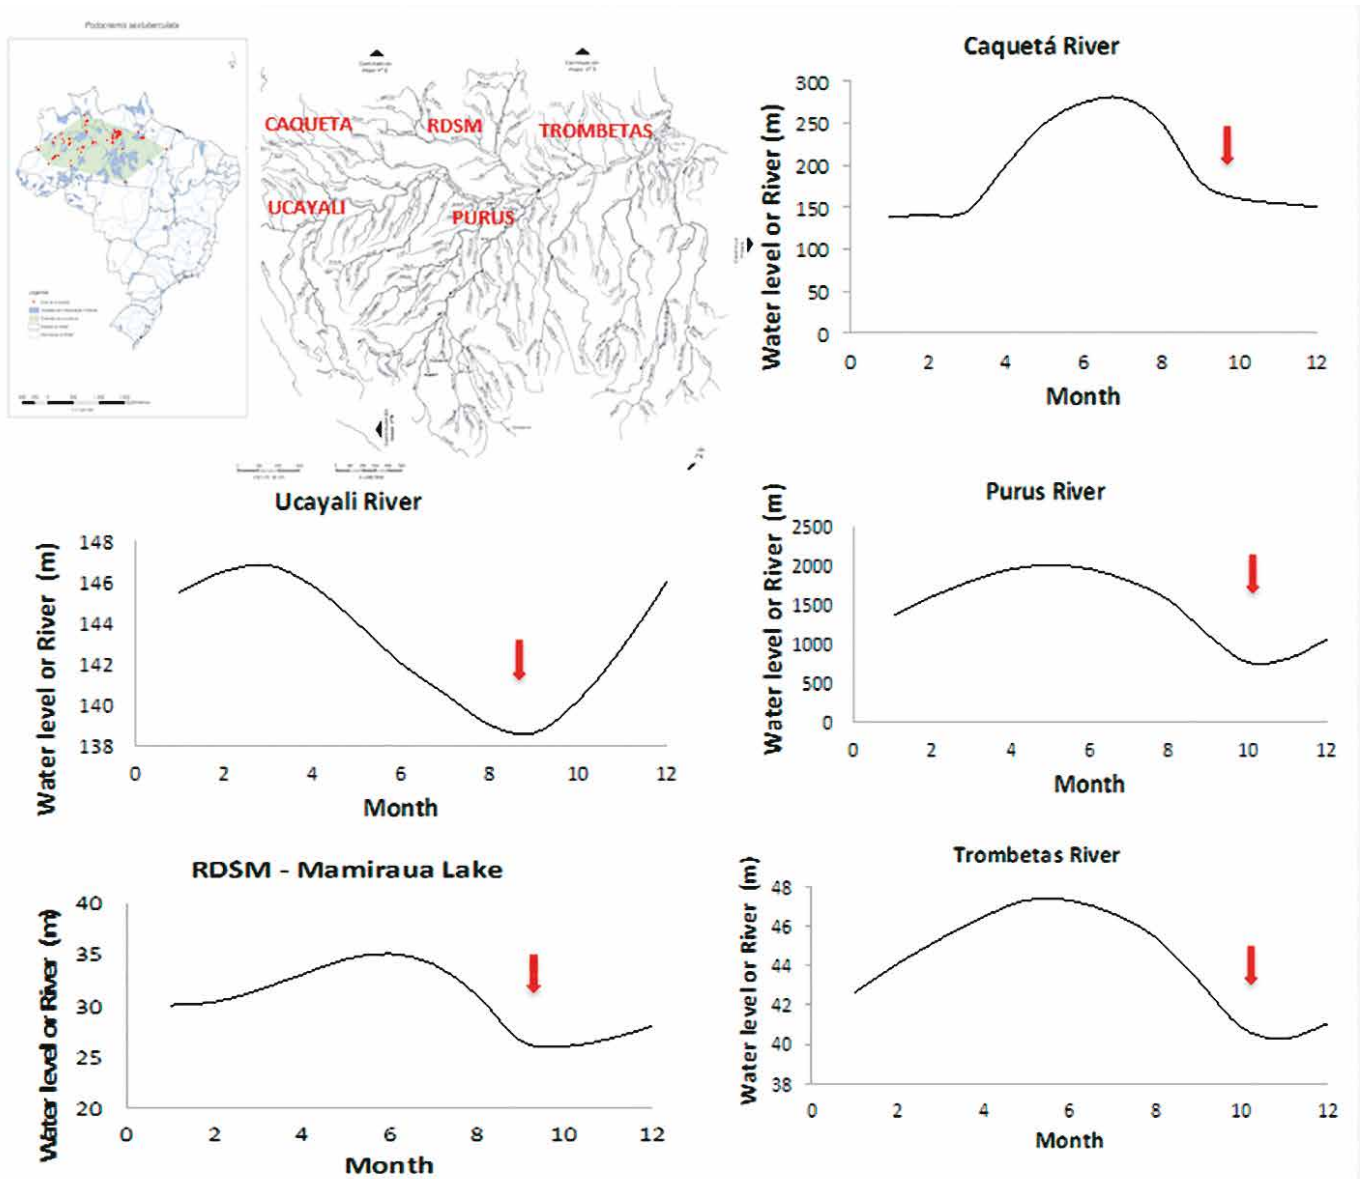 Podocnemis sextuberculata
CAQUETA
RDSM
TROMBETAS
UCAYALI
PURUS
Caquetá River
Water level or River (m)
300
250
200
150
100
50
0
0 2 4 6 8 10 12
Month
Ucayali River
Water level or River (m)
148
146
144
142
140
138
0 2 4 6 8 10 12
Month
Purus River
Water level or River (m)
2500
2000
1500
1000
500
0
0 2 4 6 8 10 12
Month
RDSM - Mamiraua Lake
Water level or River (m)
40
35
30
25
20
0 2 4 6 8 10 12
Month
Trombetas River
Water level or River (m)
48
46
44
42
40
38
0 2 4 6 8 10 12
Month